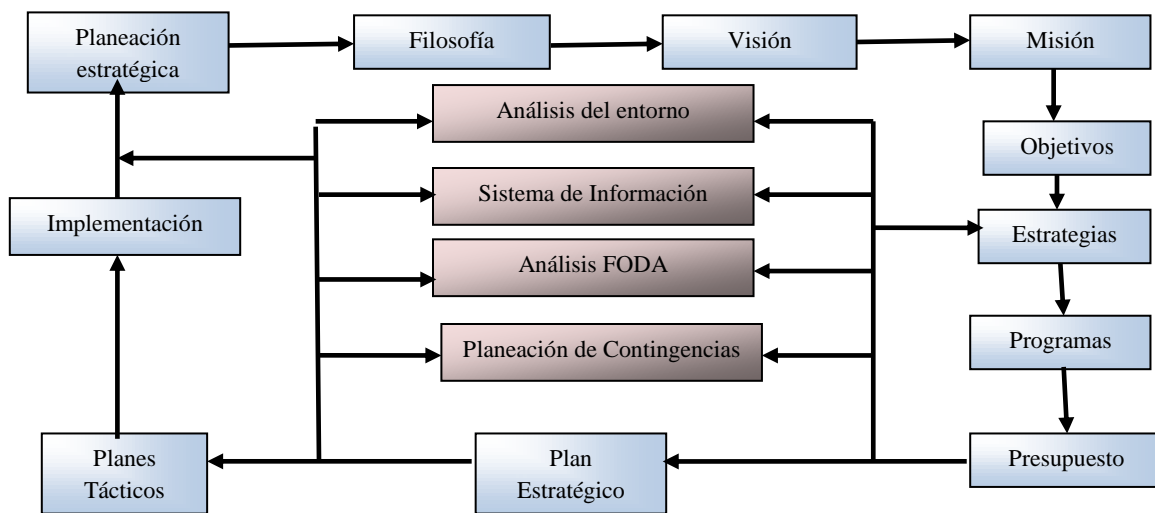 Planeación
estratégica
Filosofía
Visión
Misión
Análisis del entorno
Objetivos
Sistema de Información
Implementación
Estrategias
Análisis FODA
Programas
Planeación de Contingencias
Planes
Tácticos
Plan
Estratégico
Presupuesto